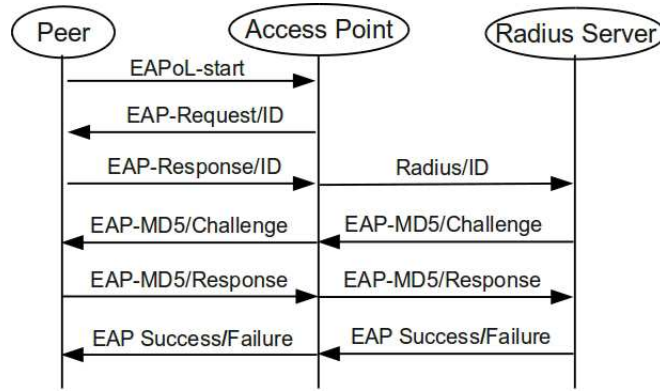 Peer
Access Point
Radius Server
EAPoL-start
EAP-Request/ID
EAP-Response/ID
Radius/ID
EAP-MD5/Challenge
EAP-MD5/Challenge
EAP-MD5/Response
EAP-MD5/Response
EAP Success/Failure
EAP Success/Failure